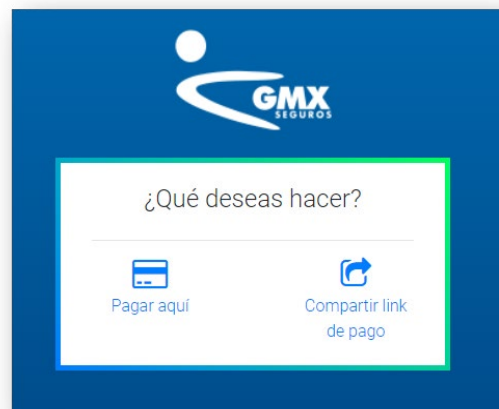 GMX
SEGUROS
¿Qué deseas hacer?
Pagar aquí
Compartir link
de pago